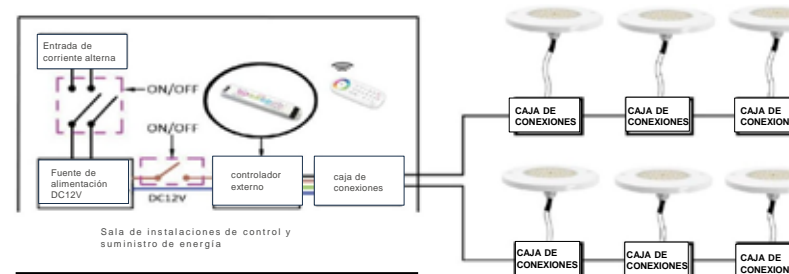 Entrada de
corriente alterna
ON/OFF
ON/OFF
Fuente de
alimentación
DC12V
DC12V
controlador
externo
caja de
conexiones
Sala de instalaciones de control y
suministro de energía
CAJA DE
CONEXIONES
CAJA DE
CONEXIONES
CAJA DE
CONEXION
CAJA DE
CONEXIONES
CAJA DE
CONEXIONES
CAJA DE
CONEXION